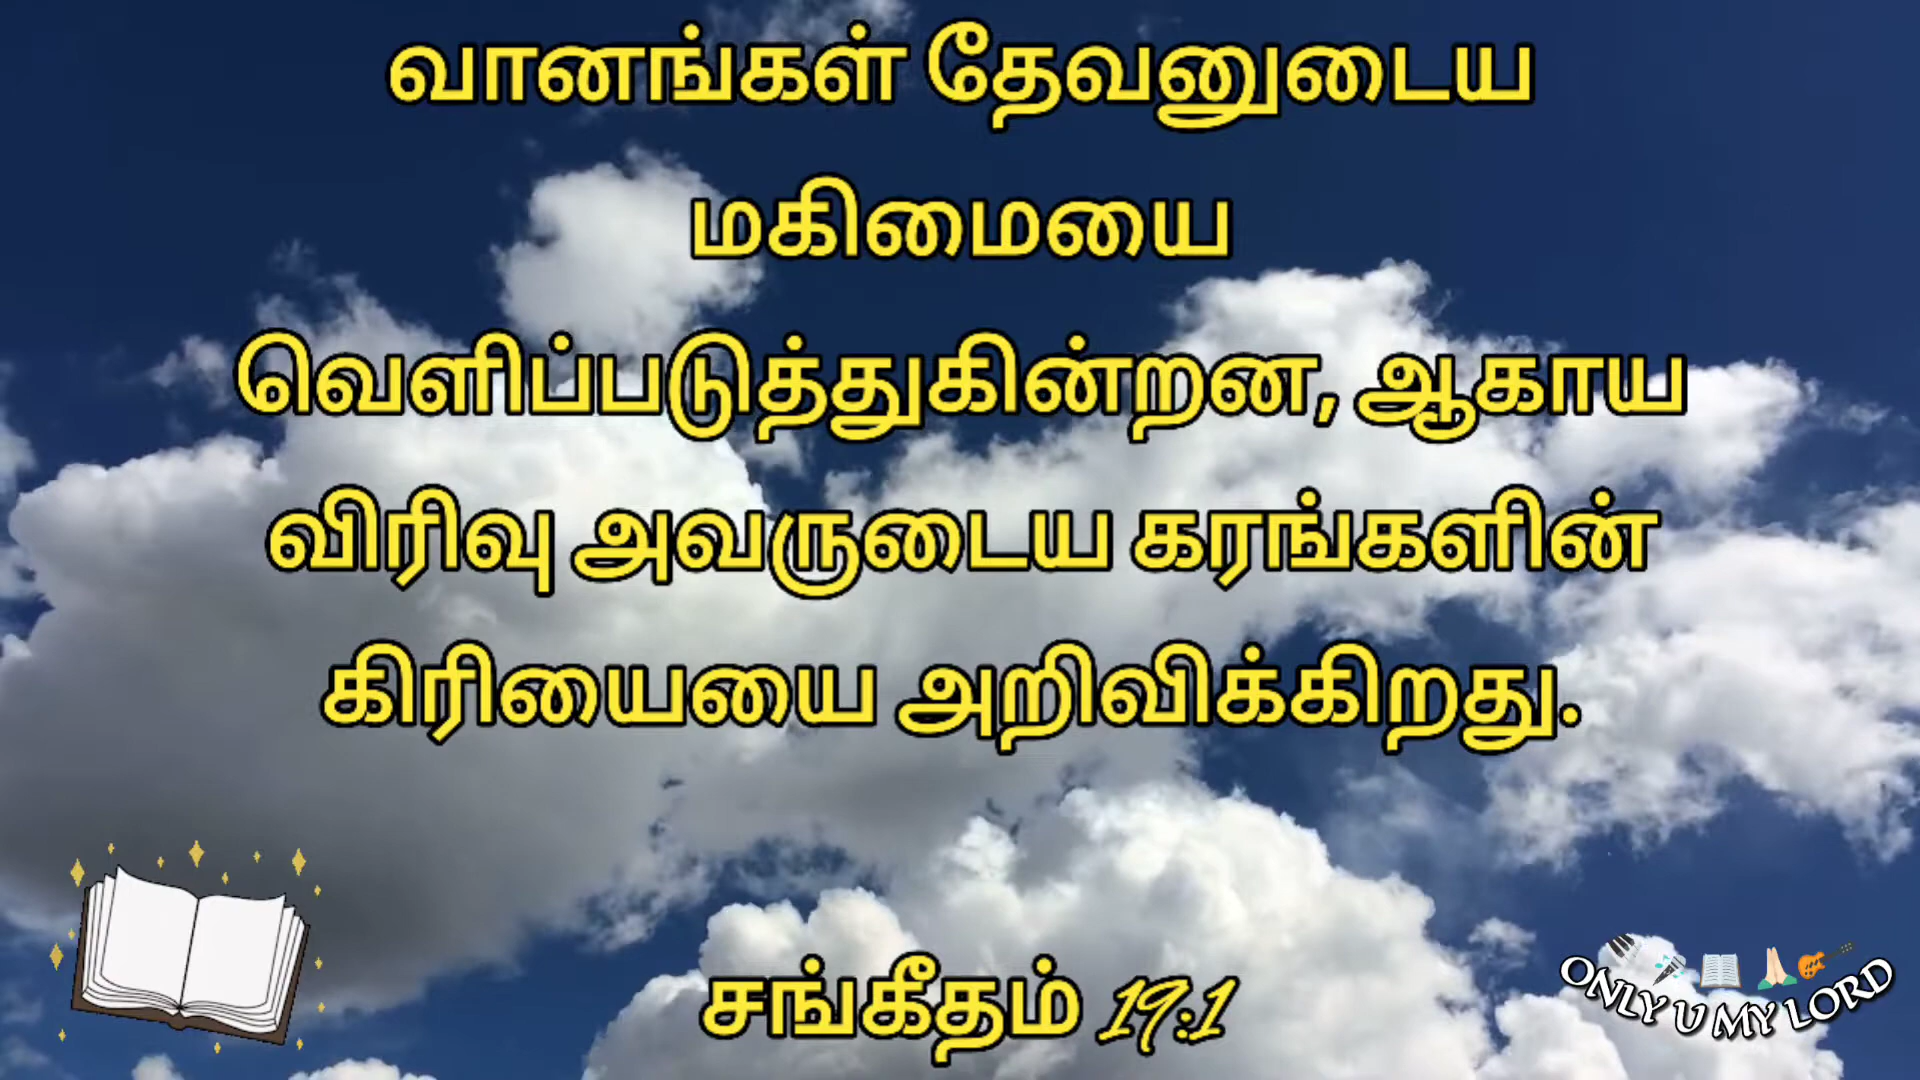 வானங்கள் தேவனுடைய
மகிமையை
வெளிப்படுத்துகின்றன, ஆகாய
விரிவு அவருடைய கரங்களின்
கிரியையை அறிவிக்கிறது.
சங்கீதம் 19:1
ONLY U MY LORD